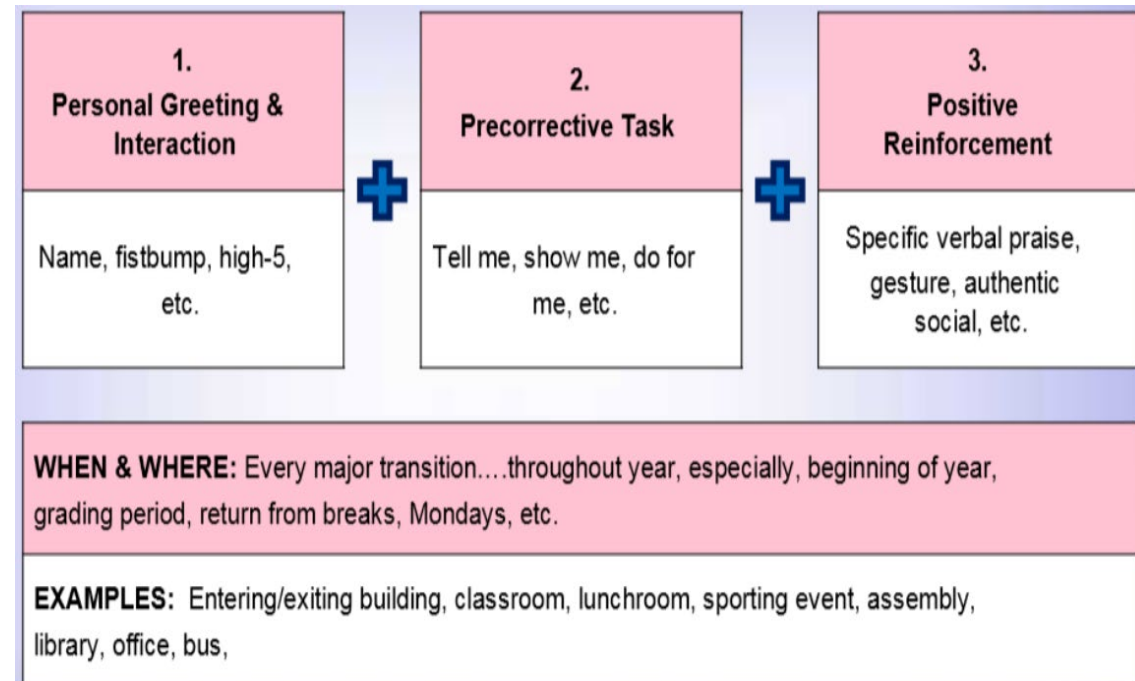 1.
Personal Greeting &
Interaction
Name, fistbump, high-5,
etc.
2.
Precorrective Task
Tell me, show me, do for
me, etc.
3.
Positive
Reinforcement
Specific verbal praise,
gesture, authentic
social, etc.
WHEN & WHERE: Every major transition….throughout year, especially, beginning of year,
grading period, return from breaks, Mondays, etc.
EXAMPLES: Entering/exiting building, classroom, lunchroom, sporting event, assembly,
library, office, bus,